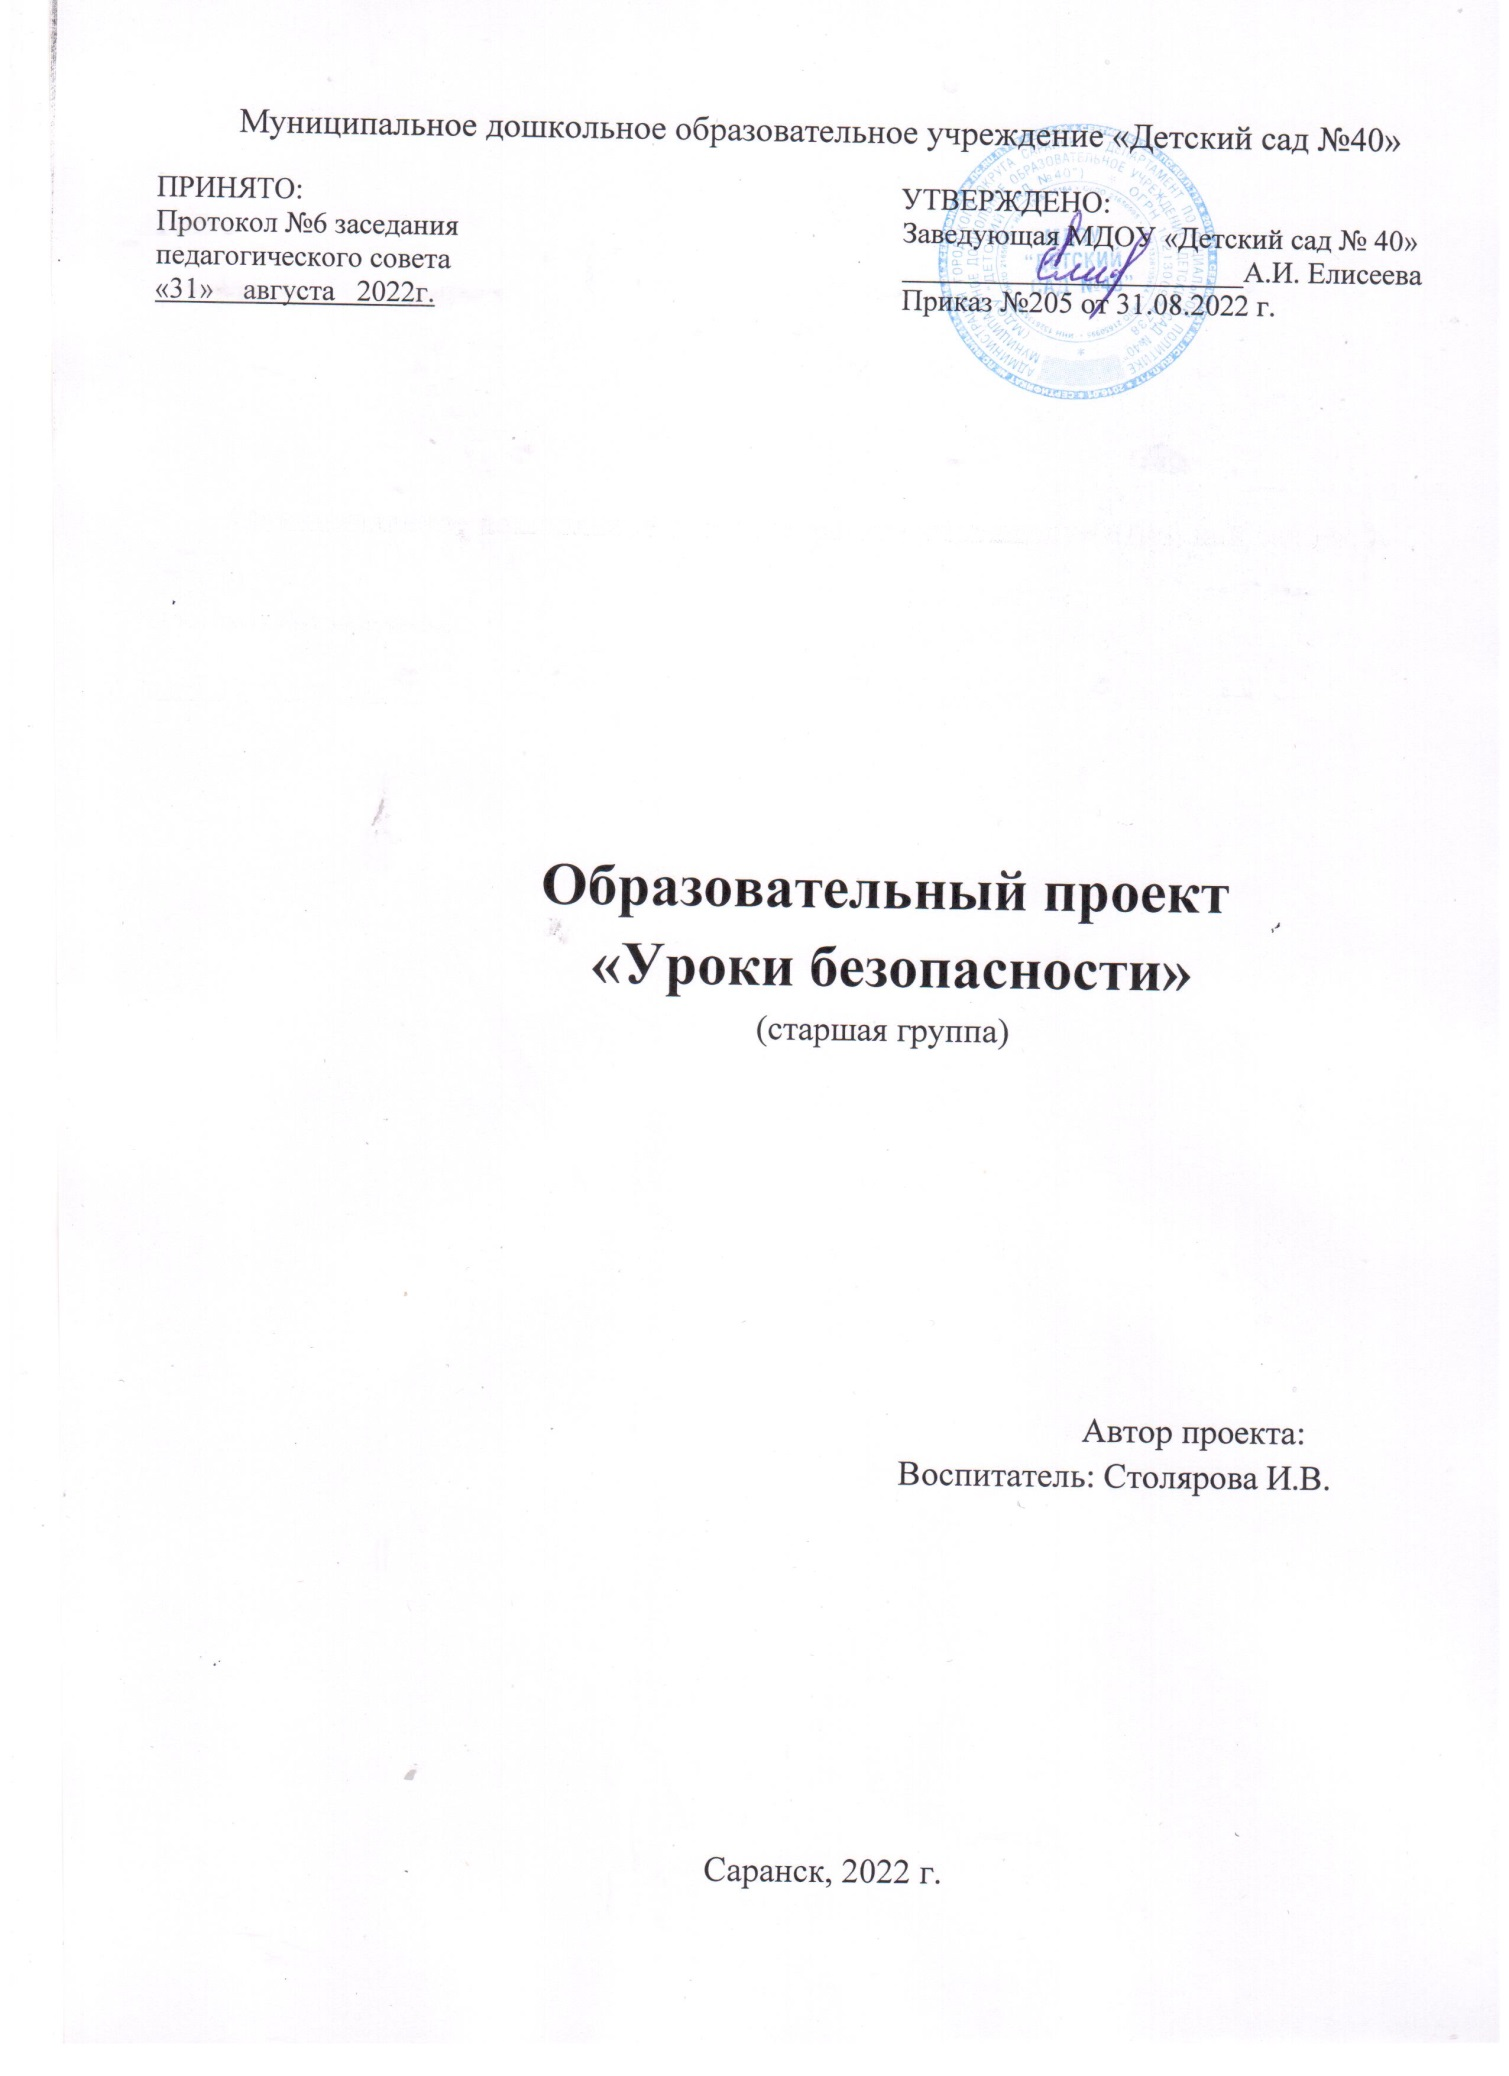 Муниципальное дошкольное образовательное учреждение «Детский сад №40»
ПРИНЯТО:
Протокол №6 заседания
педагогического совета
«31» августа 2022г.
УТВЕРЖДЕНО:
Заведующая МДОУ «Детский сад № 40»
А.И. Елисеева
Приказ №205 от 31.08.2022 г.
Образовательный проект
«Уроки безопасности»
(старшая группа)
Автор проекта:
Воспитатель: Столярова И.В.
Саранск, 2022 г.